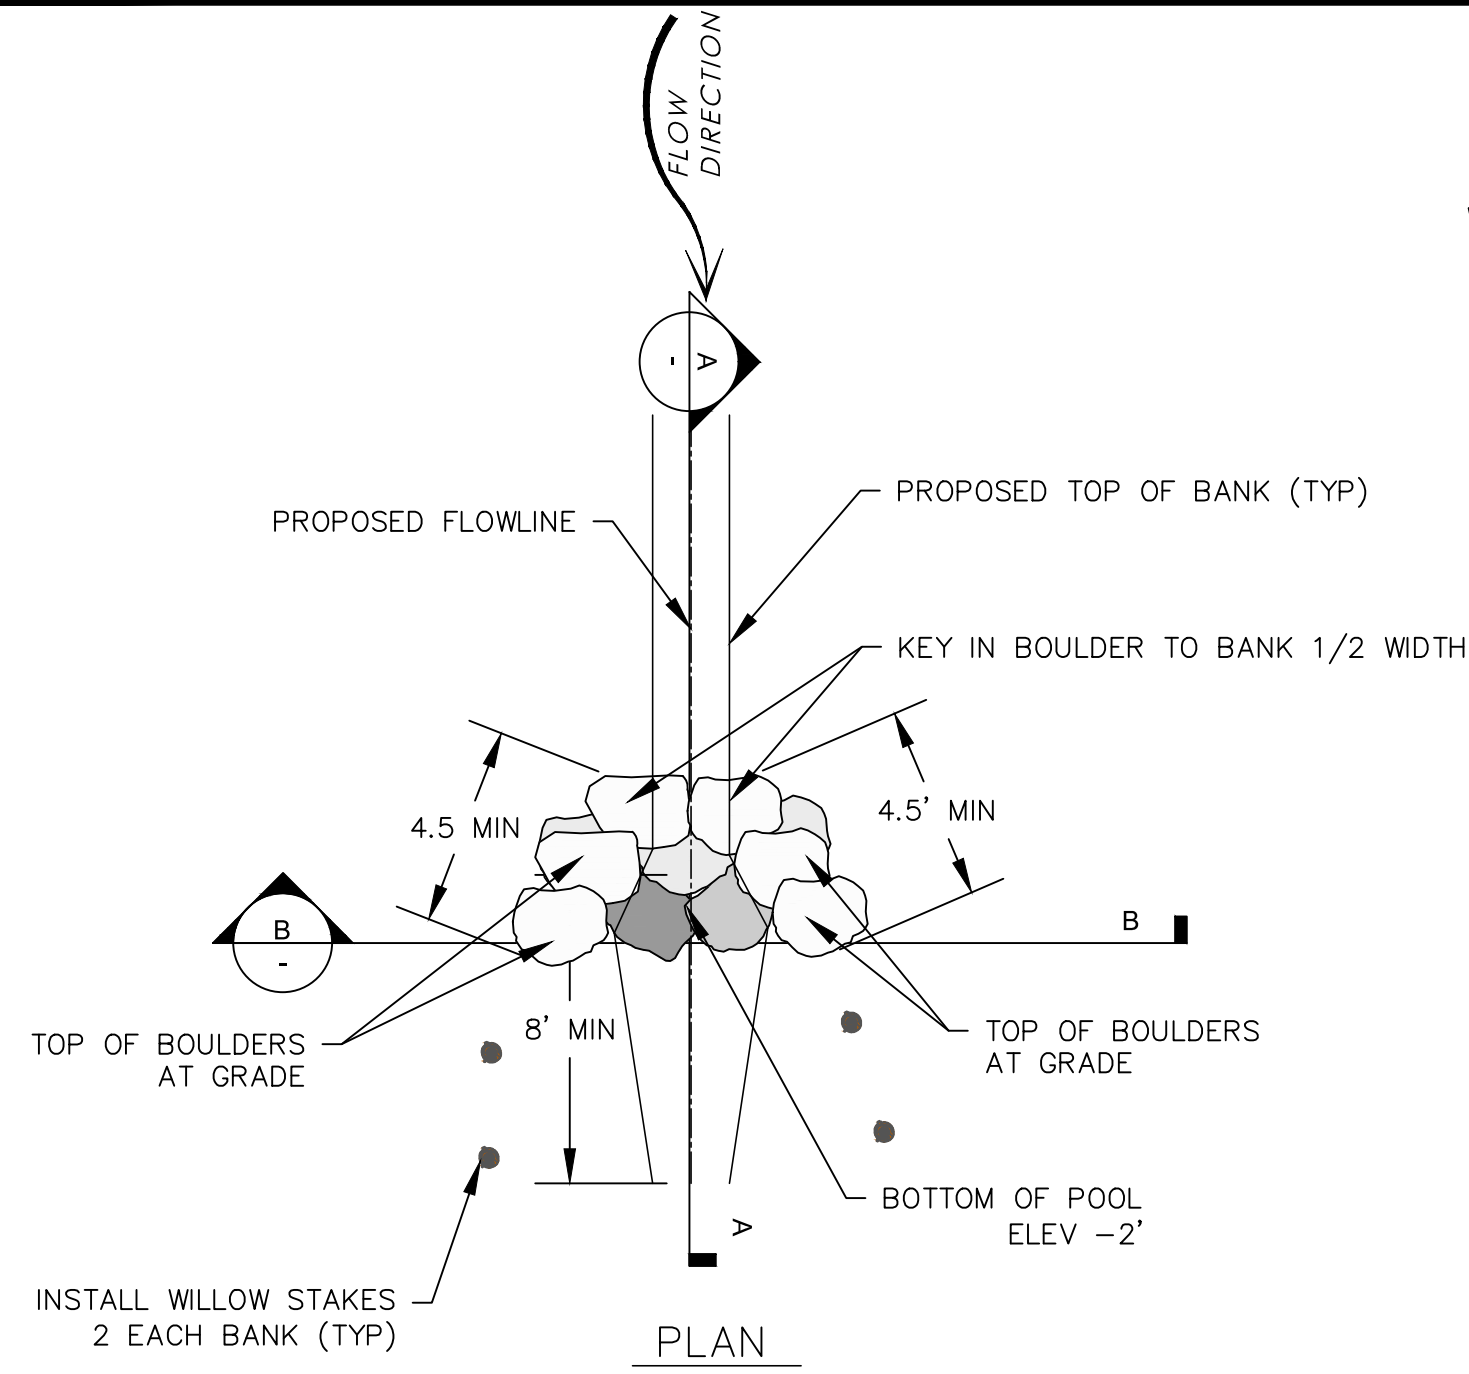 FLOW
DIRECTION
-
A
PROPOSED TOP OF BANK (TYP)
PROPOSED FLOWLINE
KEY IN BOULDER TO BANK 1/2 WIDTH
4.5' MIN
4.5 MIN
B
-
B
TOP OF BOULDERS
AT GRADE
8' MIN
TOP OF BOULDERS
AT GRADE
BOTTOM OF POOL
ELEV -2'
A
INSTALL WILLOW STAKES
2 EACH BANK (TYP)
PLAN